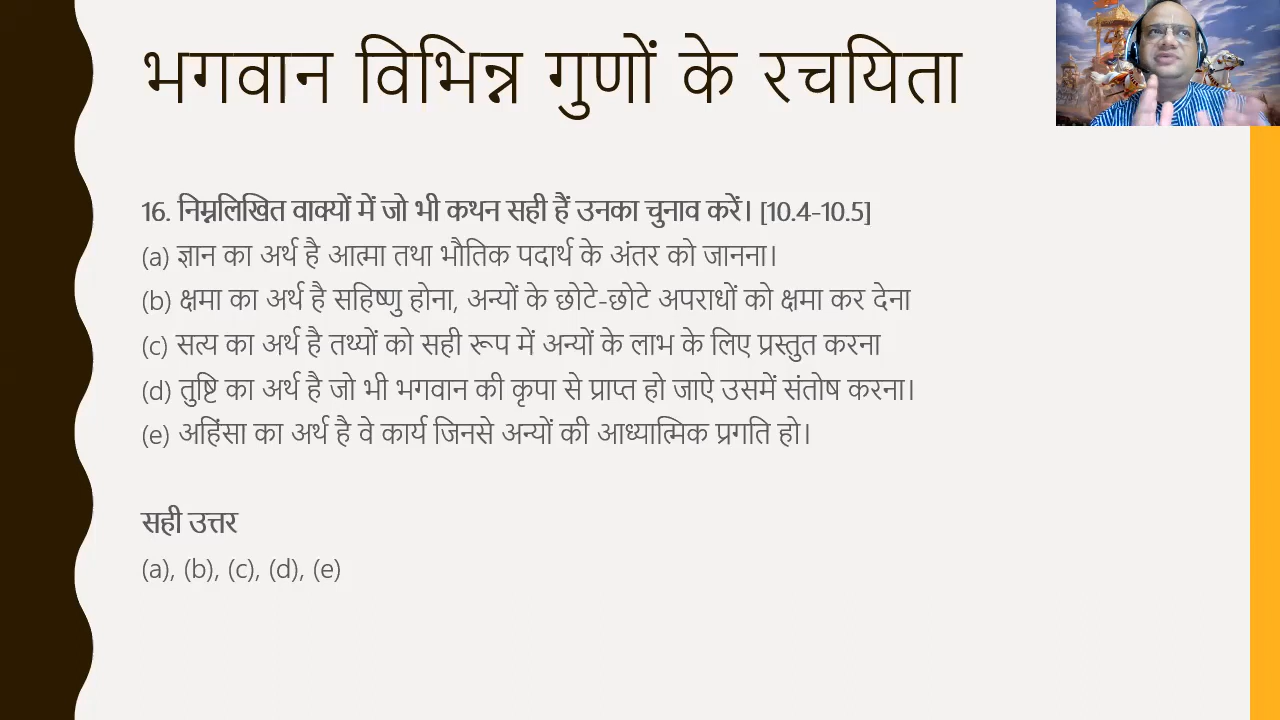 भगवान विभिन्न गुणों के रचयिता
16. निम्नलिखित वाक्यों में जो भी कथन सही हैं उनका चुनाव करें। [10.4-10.5]
(a) ज्ञान का अर्थ है आत्मा तथा भौतिक पदार्थ के अंतर को जानना।
(b) क्षमा का अर्थ है सहिष्णु होना, अन्यों के छोटे-छोटे अपराधों को क्षमा कर देना
(c) सत्य का अर्थ है तथ्यों को सही रूप में अन्यों के लाभ के लिए प्रस्तुत करना
(d) तुष्टि का अर्थ है जो भी भगवान की कृपा से प्राप्त हो जाऐ उसमें संतोष करना।
(e) अहिंसा का अर्थ है वे कार्य जिनसे अन्यों की आध्यात्मिक प्रगति हो।
सही उत्तर
(a), (b), (c), (d), (e)